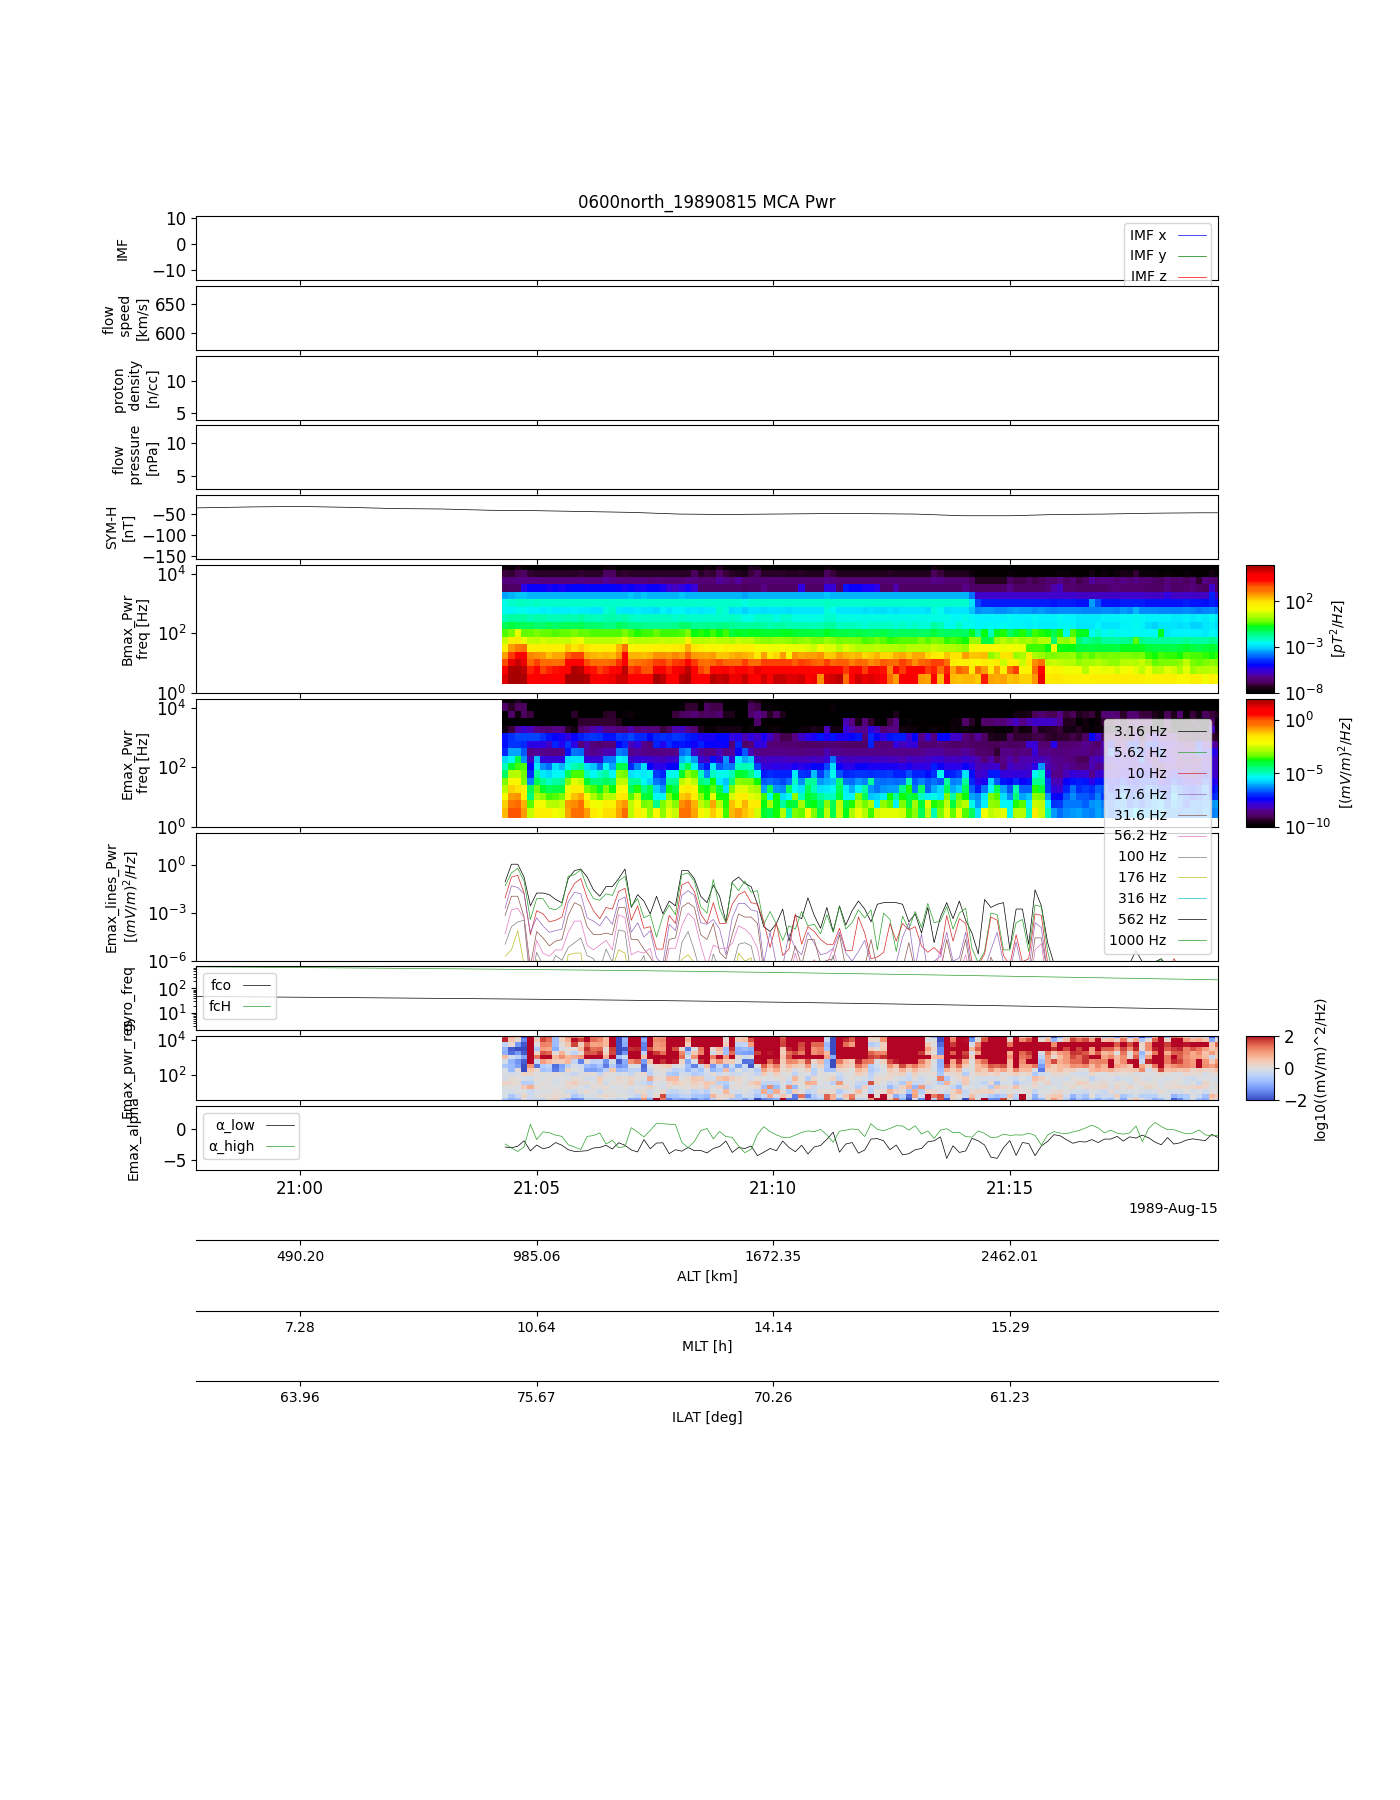 0600north_19890815 MCA Pwr
10
0
−10
IMF
IMF x
IMF y
IMF z
650
600
flow
speed
[km/s]
10
5
proton
density
[n/cc]
10
5
flow
pressure
[nPa]
−50
−100
−150
SYM-H
[nT]
10^4
10^2
10^0
Bmax_Pwr
freq [Hz]
10^2
10^−3
10^−8
[pT^2/Hz]
10^4
10^2
10^0
Emax_Pwr
freq [Hz]
10^0
10^−5
10^−10
[(mV/m)^2/Hz]
3.16 Hz
5.62 Hz
10 Hz
17.6 Hz
31.6 Hz
56.2 Hz
100 Hz
176 Hz
316 Hz
562 Hz
1000 Hz
10^0
10^−3
10^−6
Emax_lines_Pwr
[(mV/m)^2/Hz]
10^2
10^1
gyro_freq
fco
fcH
10^4
10^2
Emax_pwr_reg
2
0
−2
log10((mV/m)^2/Hz)
0
−5
Emax_alpha
α_low
α_high
21:00 21:05 21:10 21:15
1989-Aug-15
490.20 985.06 1672.35 2462.01
ALT [km]
7.28 10.64 14.14 15.29
MLT [h]
63.96 75.67 70.26 61.23
ILAT [deg]